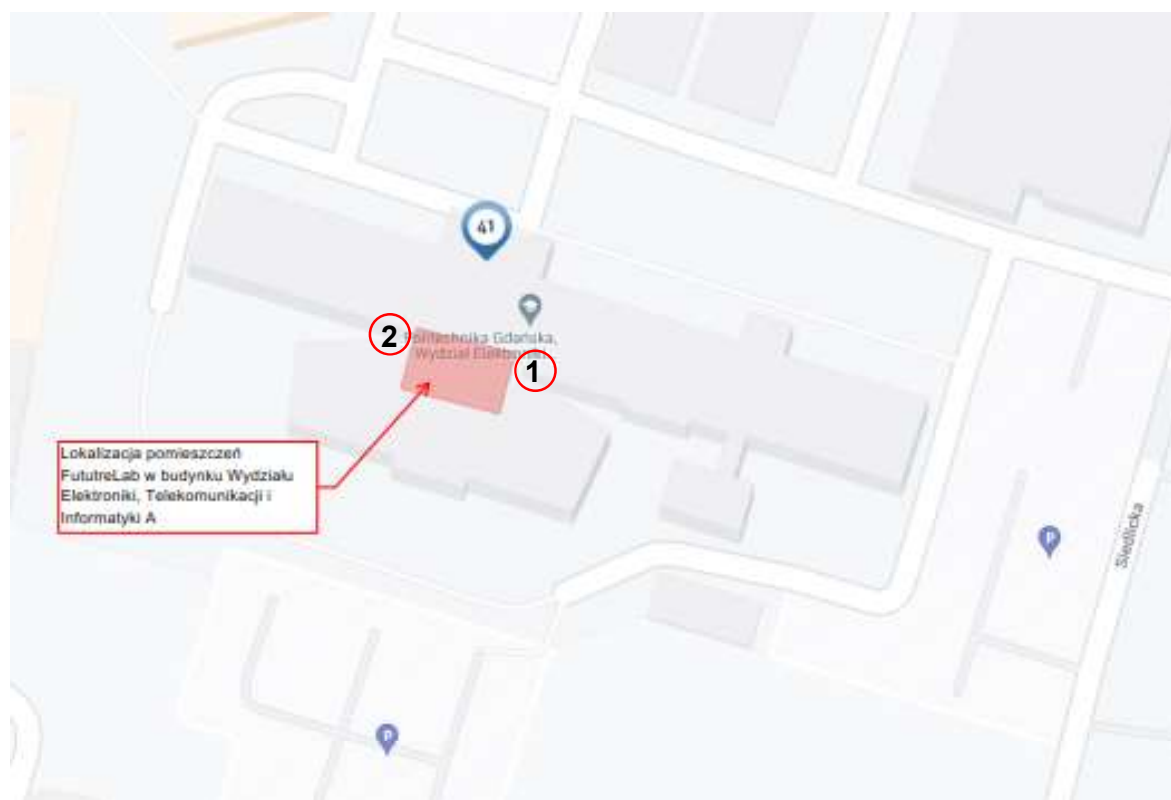 41
2
Politechnika Gdańska,
Wydział Elektroniki
1
Lokalizacja pomieszczeń
FututreLab w budynku Wydziału
Elektroniki, Telekomunikacji i
Informatyki A
Siedlicka
P
P